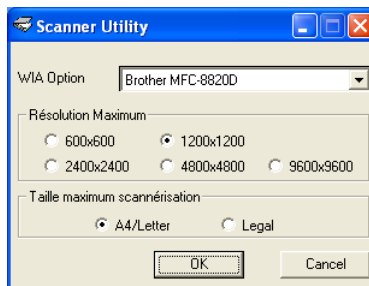 Scanner Utility
WIA Option Brother MFC-8820D
Résolution Maximum
600x600 1200x1200
2400x2400 4800x4800 9600x9600
Taille maximum scannérisation
A4/Letter Legal
OK Cancel